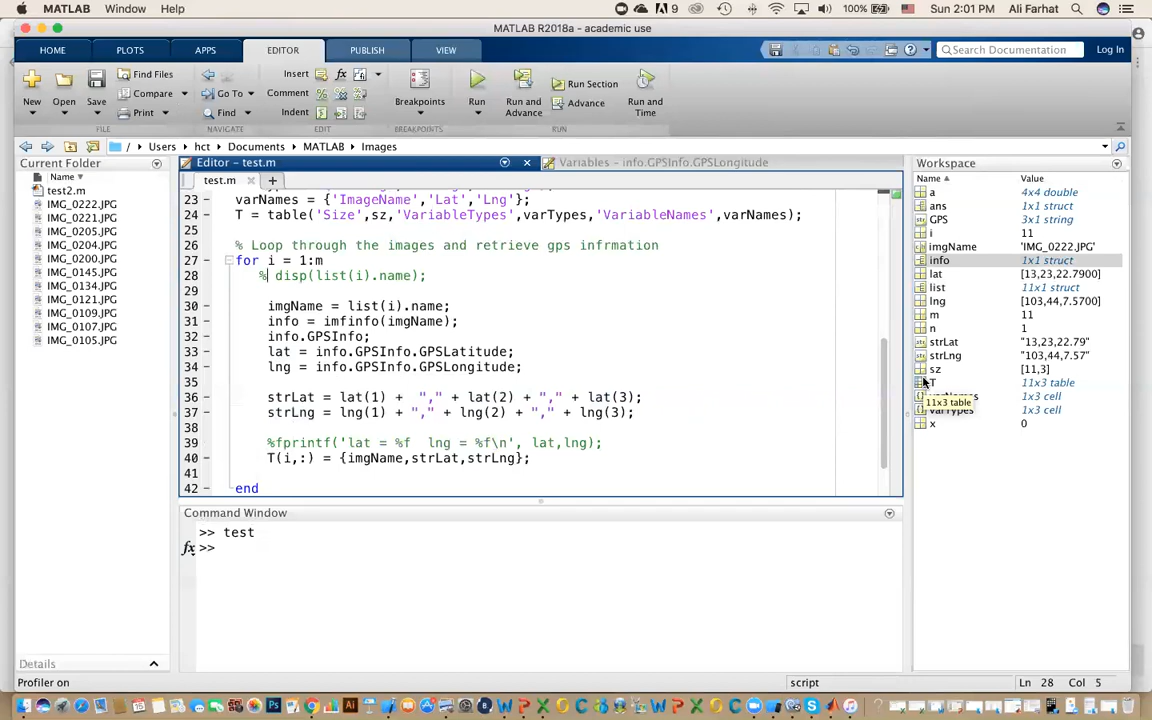 MATLAB Window Help 9 100% Sun 2:01 PM Ali Farhat
MATLAB R2018a - academic use
HOME PLOTS APPS EDITOR PUBLISH VIEW Search Documentation Log In
New Open Save Find Files Compare Print Go To Find Insert Comment Indent Breakpoints Run Run and Advance Run Section Advance Run and Time
FILE NAVIGATE EDIT BREAKPOINTS RUN
/ Users hct Documents MATLAB Images
Current Folder
Name
test2.m
IMG_0222.JPG
IMG_0221.JPG
IMG_0205.JPG
IMG_0204.JPG
IMG_0200.JPG
IMG_0145.JPG
IMG_0134.JPG
IMG_0121.JPG
IMG_0109.JPG
IMG_0107.JPG
IMG_0105.JPG
Details
Editor - test.m Variables - info.GPSInfo.GPSLongitude
test.m
23 varNames = {'ImageName','Lat','Lng'};
24 T = table('Size',sz,'VariableTypes',varTypes,'VariableNames',varNames);
25
26 % Loop through the images and retrieve gps infrmation
27 for i = 1:m
28 % disp(list(i).name);
29
30 imgName = list(i).name;
31 info = imfinfo(imgName);
32 info.GPSInfo;
33 lat = info.GPSInfo.GPSLatitude;
34 lng = info.GPSInfo.GPSLongitude;
35
36 strLat = lat(1) + "," + lat(2) + "," + lat(3);
37 strLng = lng(1) + "," + lng(2) + "," + lng(3);
38
39 %fprintf('lat = %f lng = %f\n', lat,lng);
40 T(i,:) = {imgName,strLat,strLng};
41
42 end
Command Window
>> test
fx >>
Workspace
Name Value
a 4x4 double
ans 1x1 struct
GPS 3x1 string
i 11
imgName 'IMG_0222.JPG'
info 1x1 struct
lat [13,23,22.7900]
list 11x1 struct
lng [103,44,7.5700]
m 11
n 1
strLat "13,23,22.79"
strLng "103,44,7.57"
sz [11,3]
T 11x3 table
1x3 cell
11x3 table
varTypes 1x3 cell
x 0
Profiler on script Ln 28 Col 5